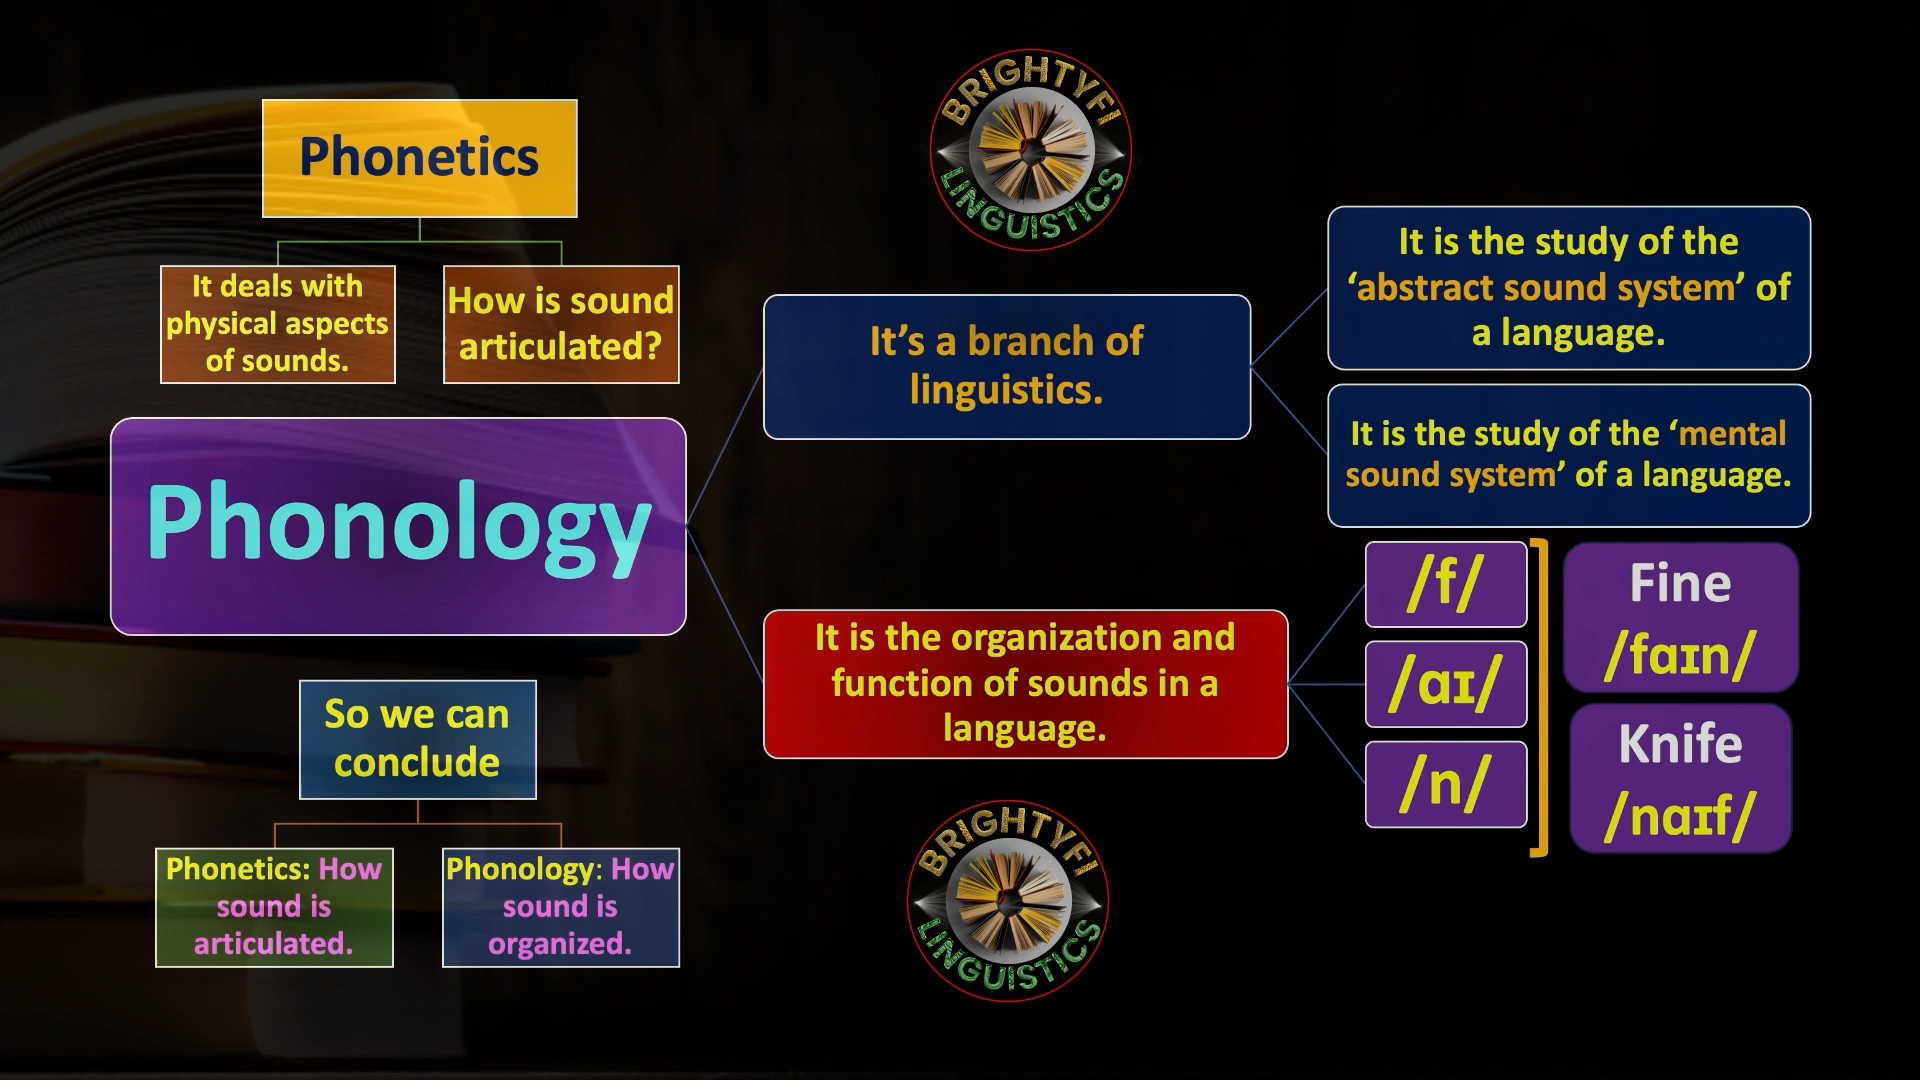 Phonetics
It deals with
physical aspects
of sounds.
How is sound
articulated?
Phonology
So we can
conclude
Phonetics: How
sound is
articulated.
Phonology: How
sound is
organized.
BRIGHTYFI
LINGUISTICS
It’s a branch of
linguistics.
It is the study of the
‘abstract sound system’ of
a language.
It is the study of the ‘mental
sound system’ of a language.
It is the organization and
function of sounds in a
language.
/f/
/ɑɪ/
/n/
Fine
/fɑɪn/
Knife
/nɑɪf/
BRIGHTYFI
LINGUISTICS